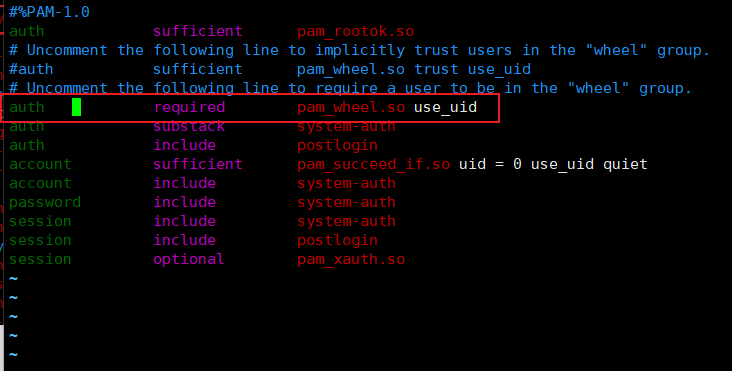 #%PAM-1.0
auth sufficient pam_rootok.so
# Uncomment the following line to implicitly trust users in the "wheel" group.
#auth sufficient pam_wheel.so trust use_uid
# Uncomment the following line to require a user to be in the "wheel" group.
auth required pam_wheel.so use_uid
auth substack system-auth
auth include postlogin
account sufficient pam_succeed_if.so uid = 0 use_uid quiet
account include system-auth
password include system-auth
session include system-auth
session include postlogin
session optional pam_xauth.so
~
~
~
~
~